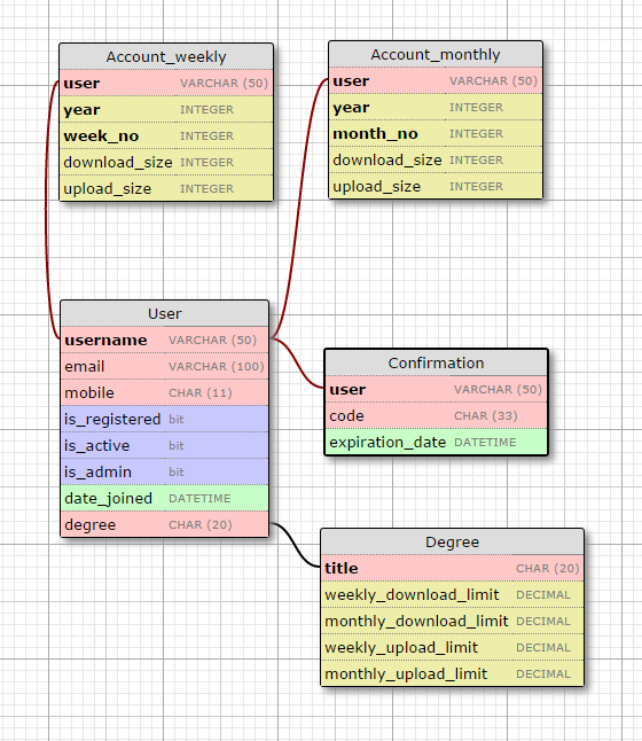 Account_weekly
user VARCHAR (50)
year INTEGER
week_no INTEGER
download_size INTEGER
upload_size INTEGER
Account_monthly
user VARCHAR (50)
year INTEGER
month_no INTEGER
download_size INTEGER
upload_size INTEGER
User
username VARCHAR (50)
email VARCHAR (100)
mobile CHAR (11)
is_registered bit
is_active bit
is_admin bit
date_joined DATETIME
degree CHAR (20)
Confirmation
user VARCHAR (50)
code CHAR (33)
expiration_date DATETIME
Degree
title CHAR (20)
weekly_download_limit DECIMAL
monthly_download_limit DECIMAL
weekly_upload_limit DECIMAL
monthly_upload_limit DECIMAL